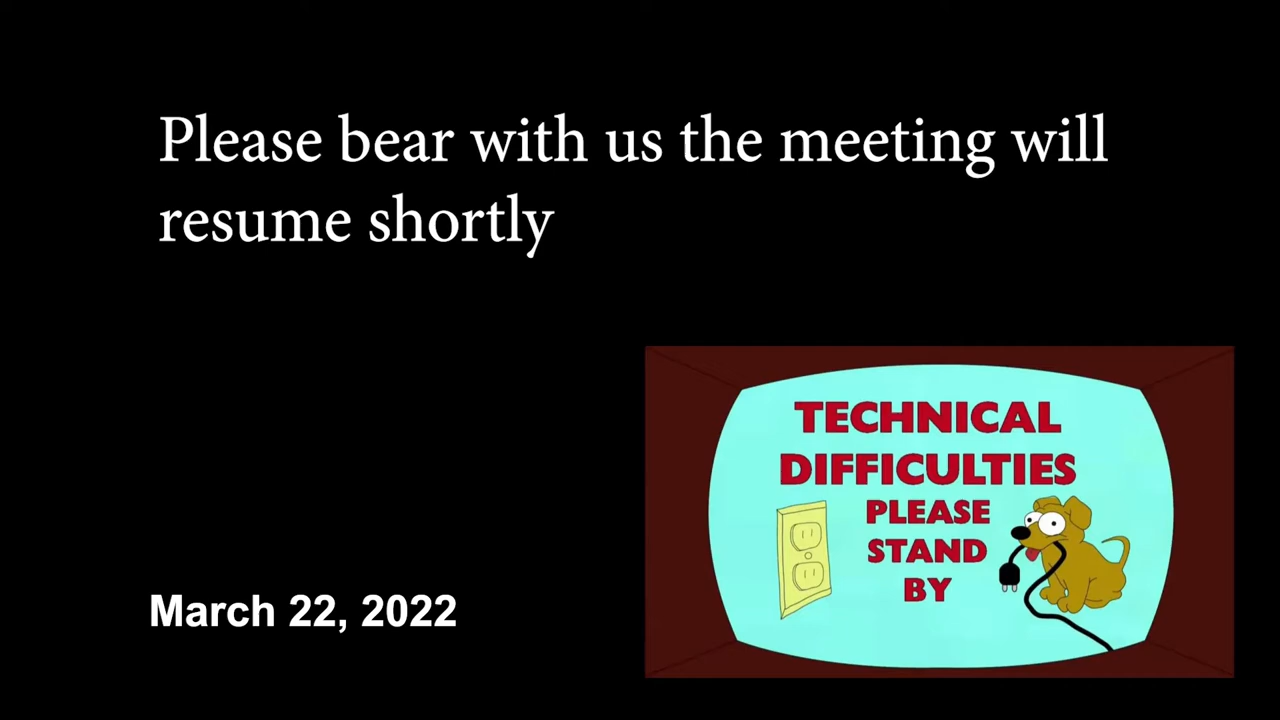 Please bear with us the meeting will
resume shortly
TECHNICAL
DIFFICULTIES
PLEASE
STAND
BY
March 22, 2022